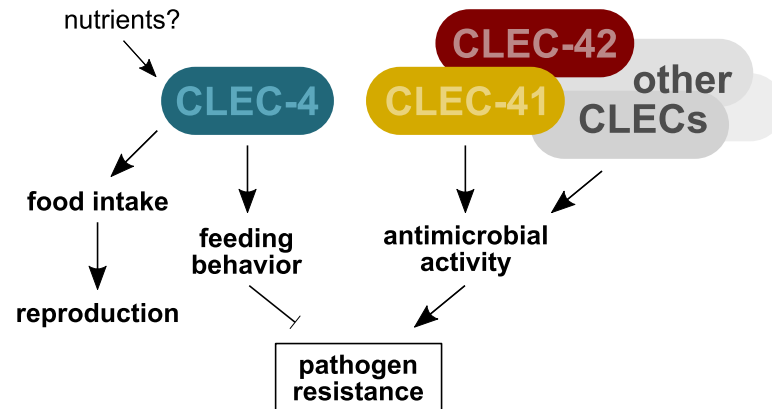 nutrients?
CLEC-4
food intake
reproduction
feeding
behavior
CLEC-42
CLEC-41
other
CLECs
antimicrobial
activity
pathogen
resistance